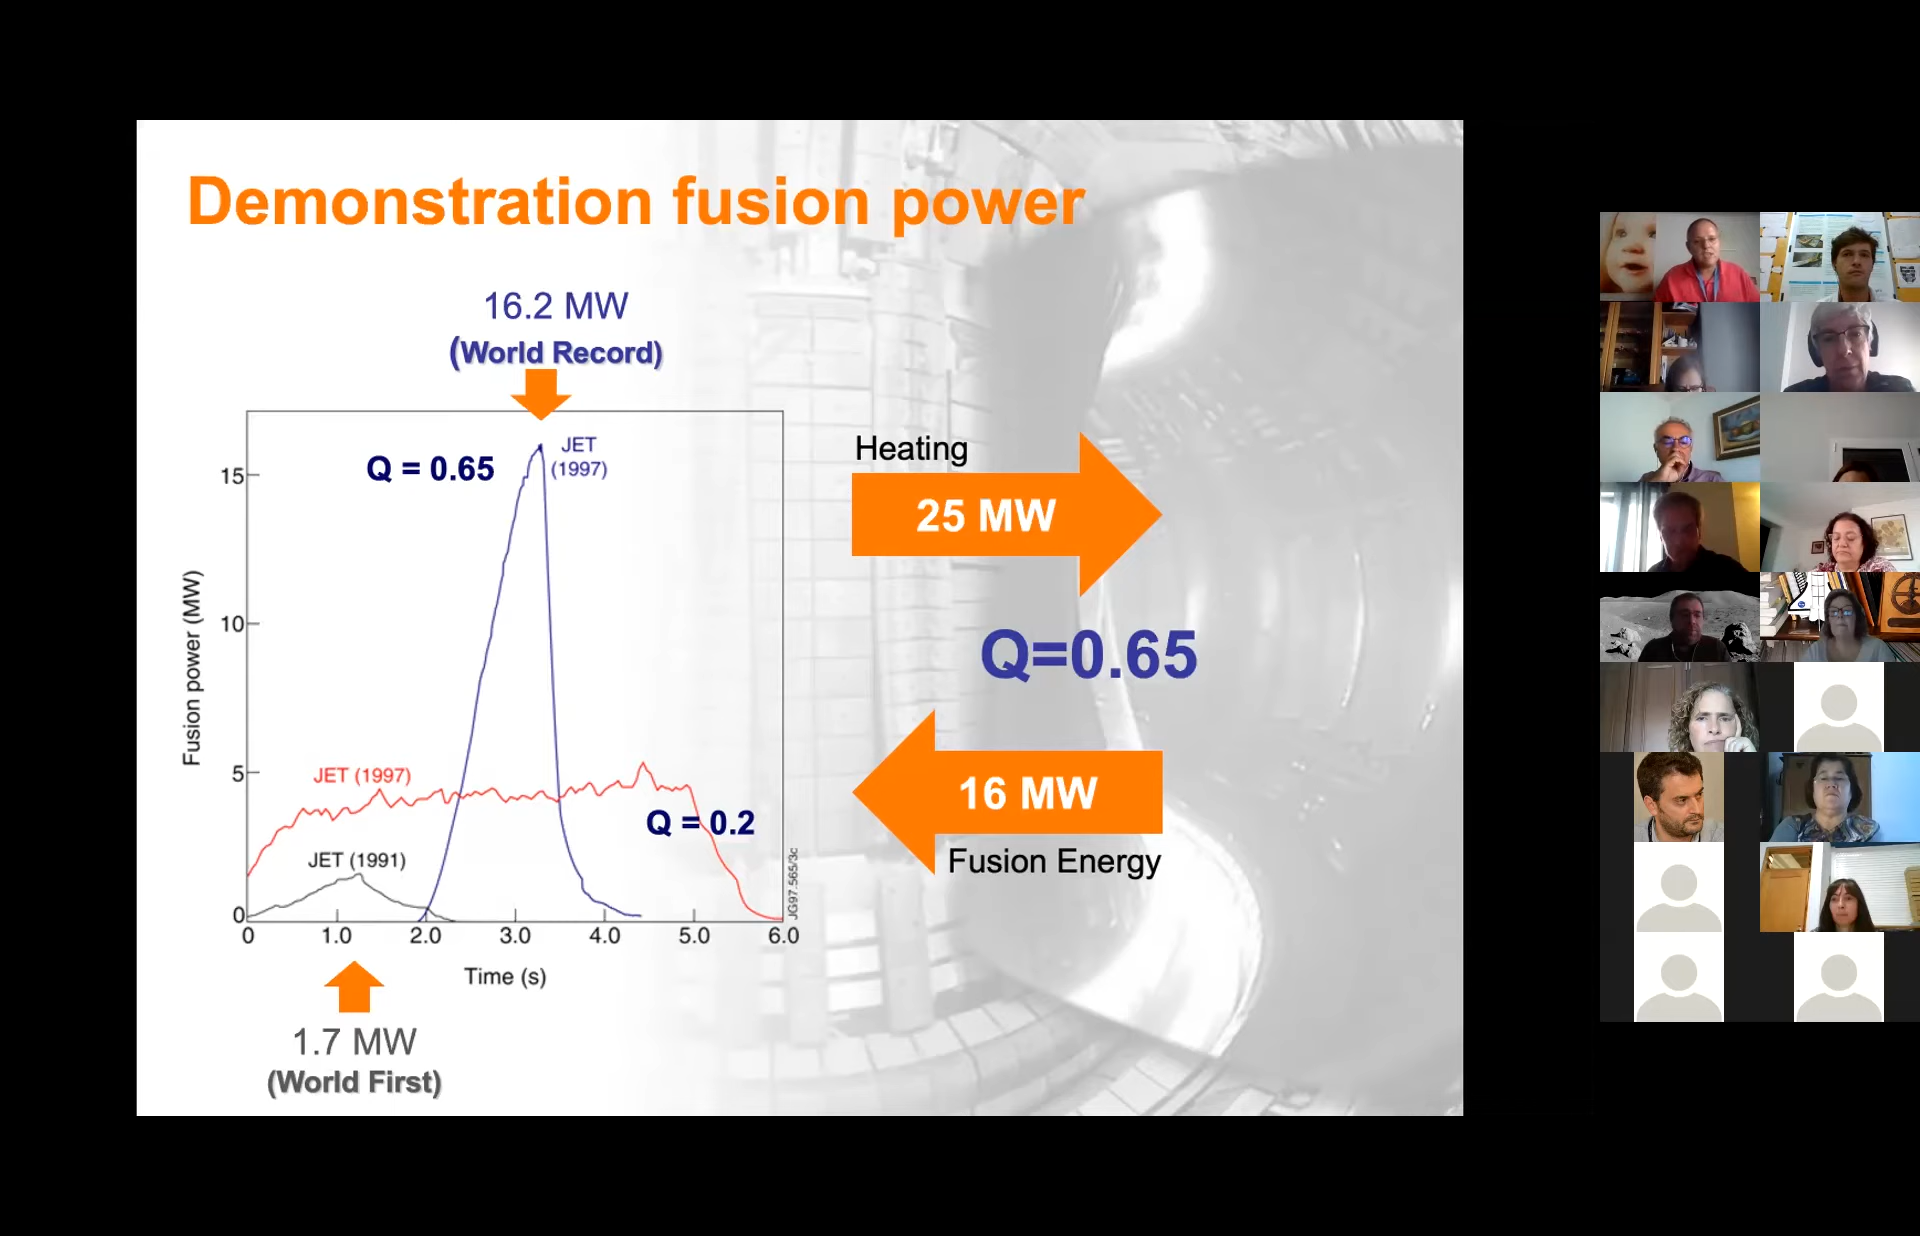 Demonstration fusion power
16.2 MW
(World Record)
Q = 0.65
JET
(1997)
15
10
5
0
Fusion power (MW)
JET (1997)
JET (1991)
Q = 0.2
JG97.565/3c
0 1.0 2.0 3.0 4.0 5.0 6.0
Time (s)
1.7 MW
(World First)
Heating
25 MW
Q=0.65
16 MW
Fusion Energy